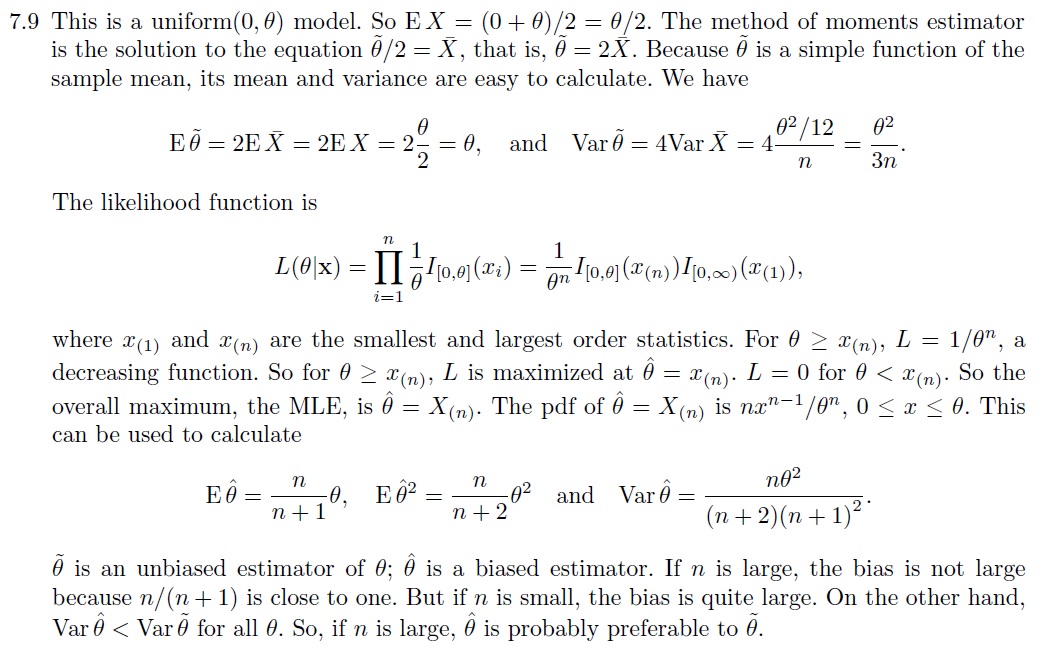 7.9 This is a uniform(0, θ) model. So E X = (0 + θ)/2 = θ/2. The method of moments estimator
is the solution to the equation θ̃/2 = X̄, that is, θ̃ = 2X̄. Because θ̃ is a simple function of the
sample mean, its mean and variance are easy to calculate. We have
E θ̃ = 2E X̄ = 2E X = 2 θ/2 = θ, and Var θ̃ = 4Var X̄ = 4 (θ²/12)/n = θ²/3n.
The likelihood function is
L(θ|x) = ∏_{i=1}^{n} (1/θ) I_{[0,θ]}(x_i) = (1/θⁿ) I_{[0,θ]}(x_{(n)}) I_{[0,∞)}(x_{(1)}),
where x_{(1)} and x_{(n)} are the smallest and largest order statistics. For θ ≥ x_{(n)}, L = 1/θⁿ, a
decreasing function. So for θ ≥ x_{(n)}, L is maximized at θ̂ = x_{(n)}. L = 0 for θ < x_{(n)}. So the
overall maximum, the MLE, is θ̂ = X_{(n)}. The pdf of θ̂ = X_{(n)} is nxⁿ⁻¹/θⁿ, 0 ≤ x ≤ θ. This
can be used to calculate
E θ̂ = n/(n + 1) θ, E θ̂² = n/(n + 2) θ² and Var θ̂ = nθ²/((n + 2)(n + 1)²).
θ̃ is an unbiased estimator of θ; θ̂ is a biased estimator. If n is large, the bias is not large
because n/(n + 1) is close to one. But if n is small, the bias is quite large. On the other hand,
Var θ̂ < Var θ̃ for all θ. So, if n is large, θ̂ is probably preferable to θ̃.